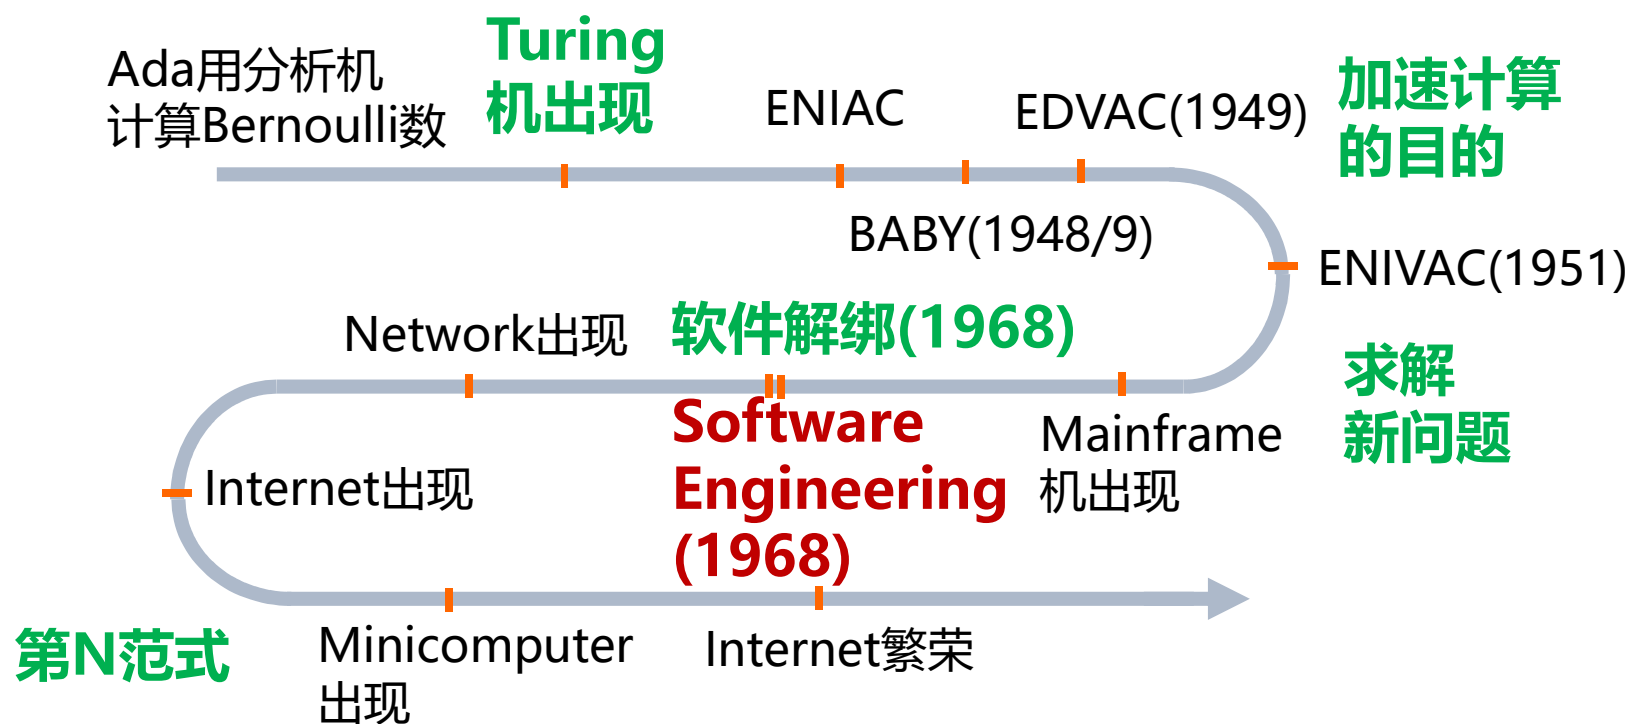 Ada用分析机
计算Bernoulli数
Turing
机出现
ENIAC
EDVAC(1949)
加速计算
的目的
BABY(1948/9)
ENIVAC(1951)
Network出现
软件解绑(1968)
求解
新问题
Software
Engineering
(1968)
Mainframe
机出现
Internet出现
第N范式
Minicomputer
出现
Internet繁荣